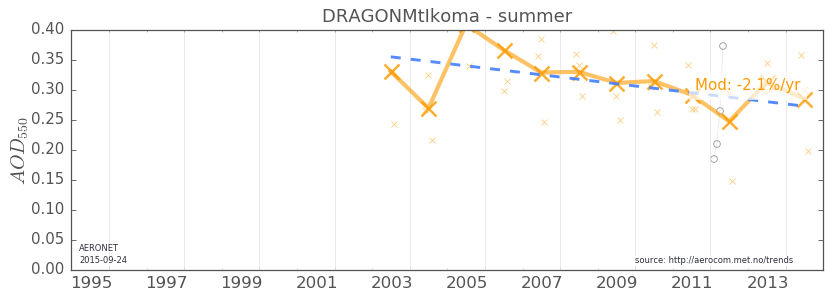 DRAGONMtIkoma - summer
0.40
0.35
0.30
0.25
0.20
0.15
0.10
0.05
0.00
AOD550
Mod: -2.1%/yr
AERONET
2015-09-24
source: http://aerocom.met.no/trends
1995 1997 1999 2001 2003 2005 2007 2009 2011 2013